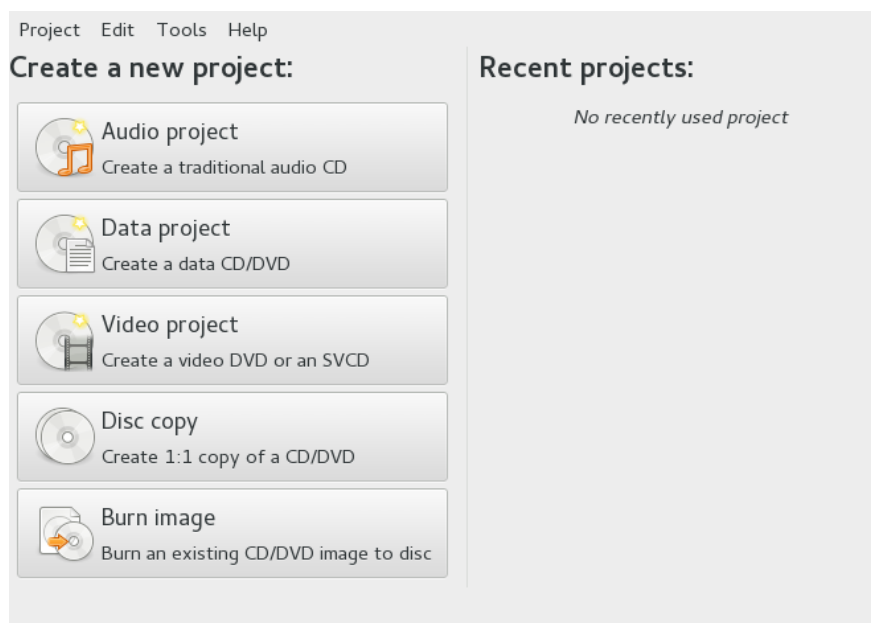 Project Edit Tools Help
Create a new project:
Audio project
Create a traditional audio CD
Data project
Create a data CD/DVD
Video project
Create a video DVD or an SVCD
Disc copy
Create 1:1 copy of a CD/DVD
Burn image
Burn an existing CD/DVD image to disc
Recent projects:
No recently used project